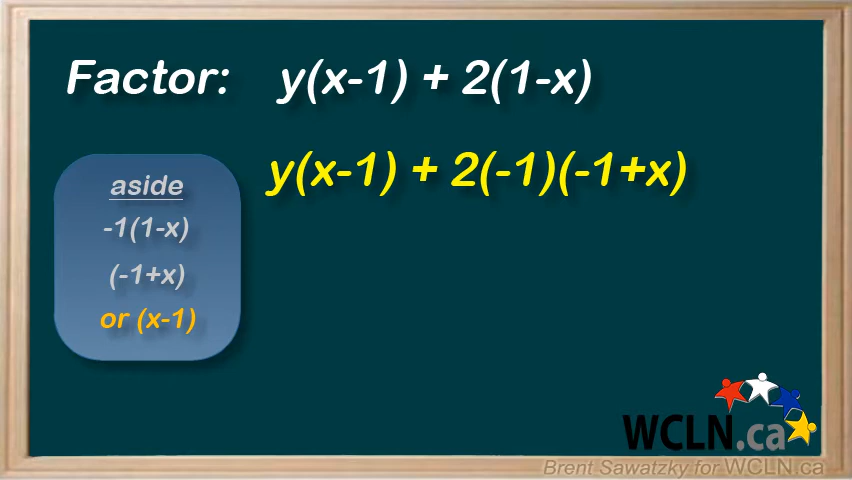 Factor: y(x-1) + 2(1-x)
y(x-1) + 2(-1)(-1+x)
aside
-1(1-x)
(-1+x)
or (x-1)
WCLN.ca
Brent Sawatzky for WCLN.ca